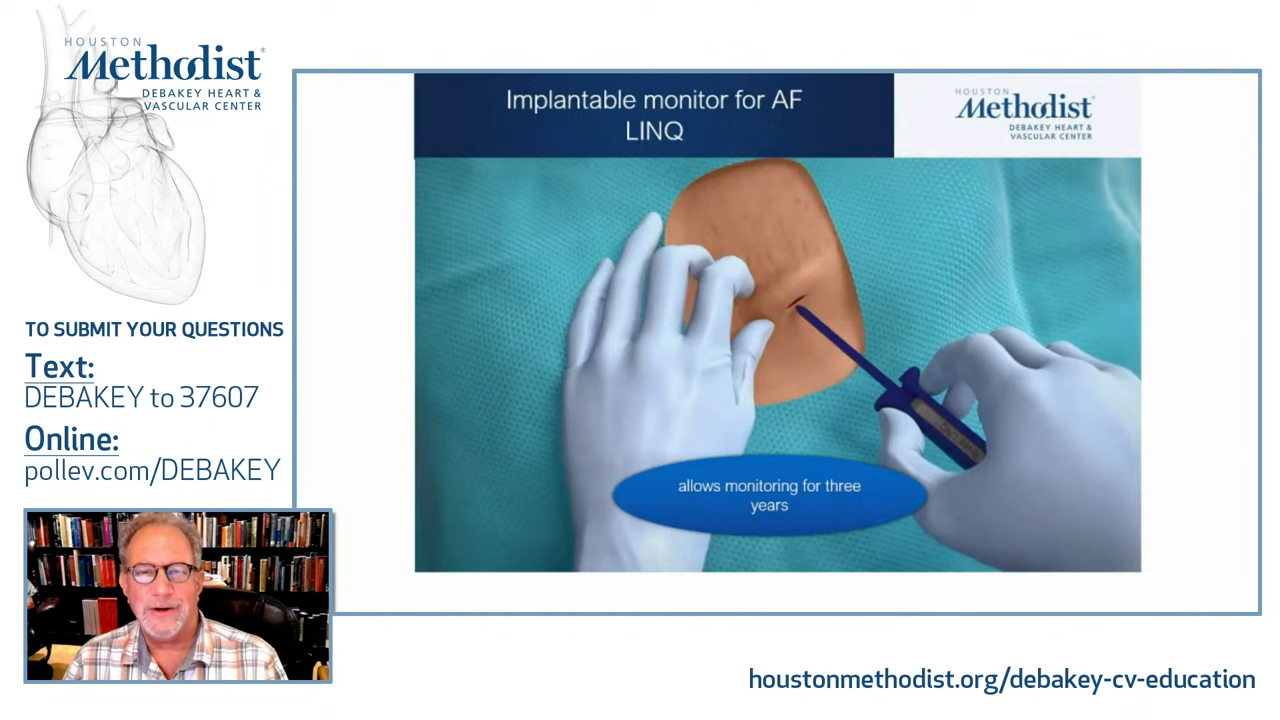 HOUSTON
Methodist
DEBAKEY HEART &
VASCULAR CENTER
TO SUBMIT YOUR QUESTIONS
Text:
DEBAKEY to 37607
Online:
pollev.com/DEBAKEY
Implantable monitor for AF
LINQ
HOUSTON
Methodist
DEBAKEY HEART &
VASCULAR CENTER
allows monitoring for three
years
houstonmethodist.org/debakey-cv-education